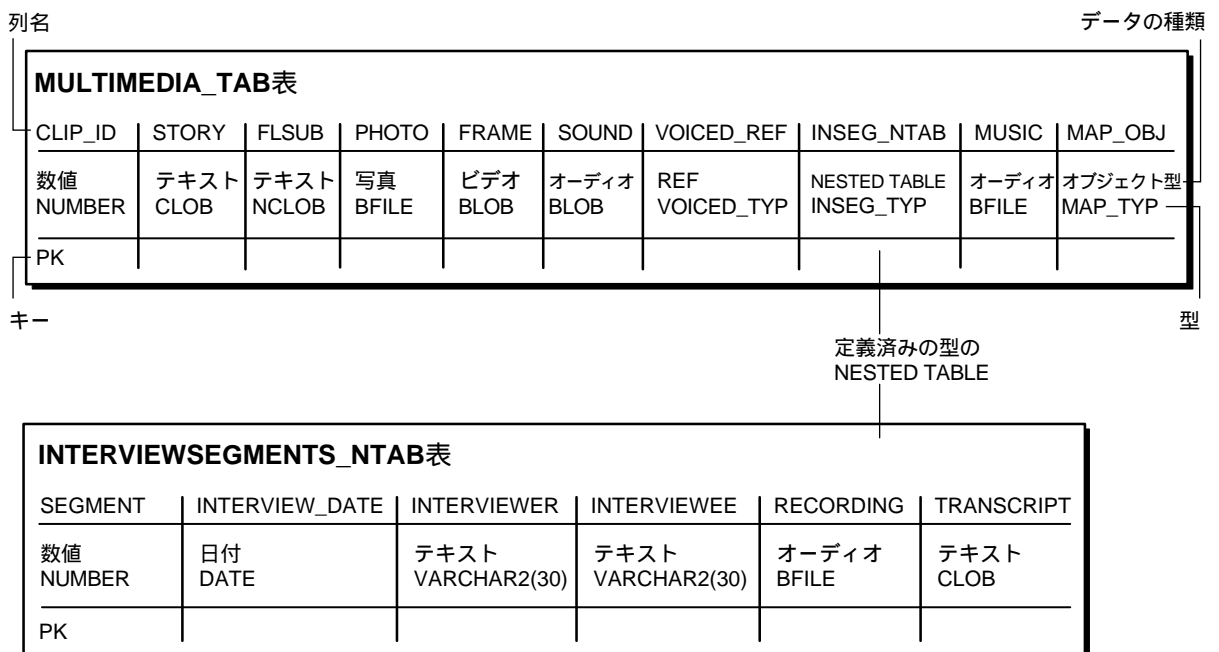 列名
データの種類
MULTIMEDIA_TAB表
CLIP_ID STORY FLSUB PHOTO FRAME SOUND VOICED_REF INSEG_NTAB MUSIC MAP_OBJ
数値 テキスト テキスト 写真 ビデオ オーディオ REF NESTED TABLE オーディオ オブジェクト型
NUMBER CLOB NCLOB BFILE BLOB BLOB VOICED_TYP INSEG_TYP BFILE MAP_TYP
PK
キー
型
定義済みの型の
NESTED TABLE
INTERVIEWSEGMENTS_NTAB表
SEGMENT INTERVIEW_DATE INTERVIEWER INTERVIEWEE RECORDING TRANSCRIPT
数値 日付 テキスト テキスト オーディオ テキスト
NUMBER DATE VARCHAR2(30) VARCHAR2(30) BFILE CLOB
PK